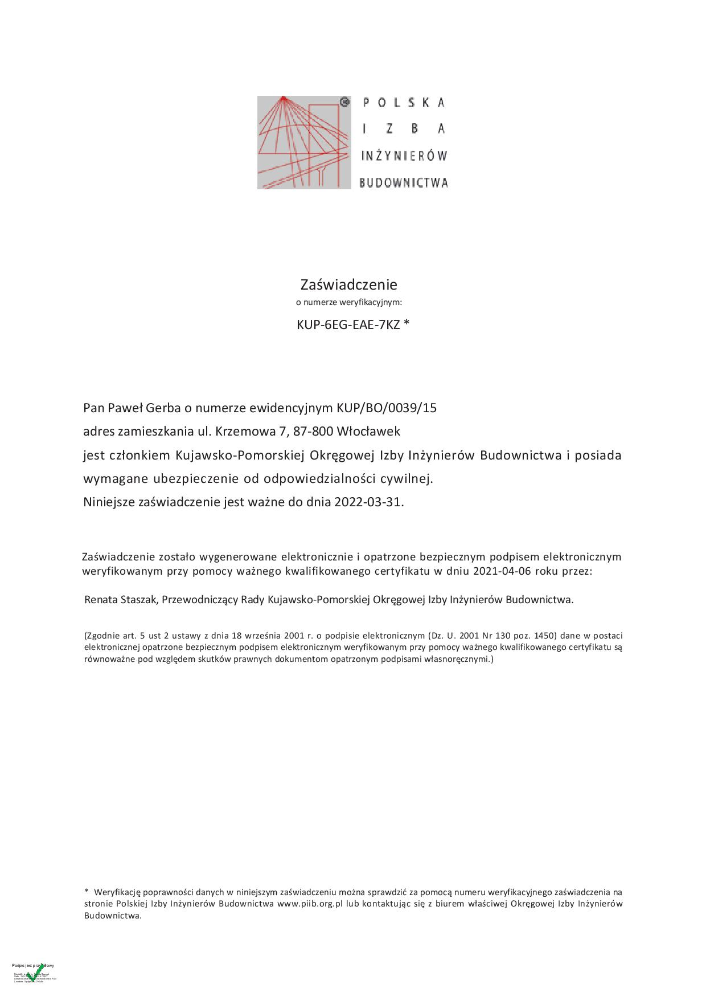 ®
POLSKA
IZBA
INŻYNIERÓW
BUDOWNICTWA
Zaświadczenie
o numerze weryfikacyjnym:
KUP-6EG-EAE-7KZ *
Pan Paweł Gerba o numerze ewidencyjnym KUP/BO/0039/15
adres zamieszkania ul. Krzemowa 7, 87-800 Włocławek
jest członkiem Kujawsko-Pomorskiej Okręgowej Izby Inżynierów Budownictwa i posiada
wymagane ubezpieczenie od odpowiedzialności cywilnej.
Niniejsze zaświadczenie jest ważne do dnia 2022-03-31.
Zaświadczenie zostało wygenerowane elektronicznie i opatrzone bezpiecznym podpisem elektronicznym
weryfikowanym przy pomocy ważnego kwalifikowanego certyfikatu w dniu 2021-04-06 roku przez:
Renata Staszak, Przewodniczący Rady Kujawsko-Pomorskiej Okręgowej Izby Inżynierów Budownictwa.
(Zgodnie art. 5 ust 2 ustawy z dnia 18 września 2001 r. o podpisie elektronicznym (Dz. U. 2001 Nr 130 poz. 1450) dane w postaci
elektronicznej opatrzone bezpiecznym podpisem elektronicznym weryfikowanym przy pomocy ważnego kwalifikowanego certyfikatu są
równoważne pod względem skutków prawnych dokumentom opatrzonym podpisami własnoręcznymi.)
* Weryfikację poprawności danych w niniejszym zaświadczeniu można sprawdzić za pomocą numeru weryfikacyjnego zaświadczenia na
stronie Polskiej Izby Inżynierów Budownictwa www.piib.org.pl lub kontaktując się z biurem właściwej Okręgowej Izby Inżynierów
Budownictwa.
Podpis jest prawidłowy